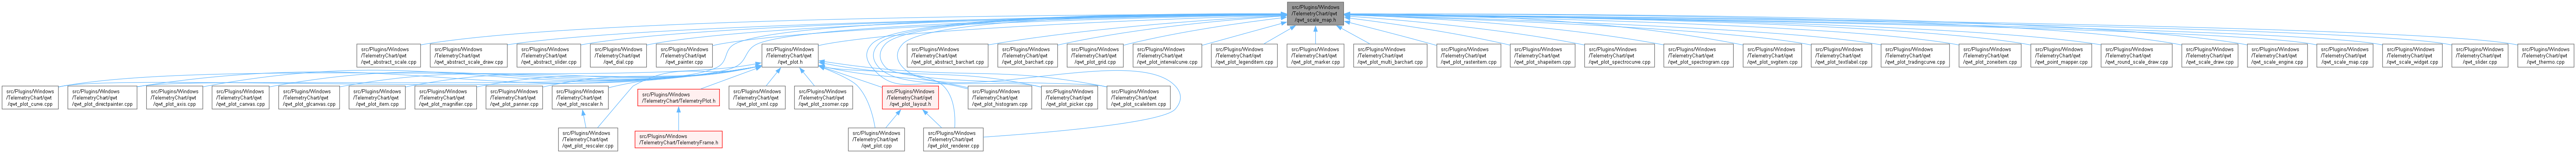 src/Plugins/Windows
/TelemetryChart/qwt
/qwt_scale_map.h
src/Plugins/Windows
/TelemetryChart/qwt
/qwt_abstract_scale.cpp
src/Plugins/Windows
/TelemetryChart/qwt
/qwt_abstract_scale_draw.cpp
src/Plugins/Windows
/TelemetryChart/qwt
/qwt_abstract_slider.cpp
src/Plugins/Windows
/TelemetryChart/qwt
/qwt_dial.cpp
src/Plugins/Windows
/TelemetryChart/qwt
/qwt_painter.cpp
src/Plugins/Windows
/TelemetryChart/qwt
/qwt_plot.h
src/Plugins/Windows
/TelemetryChart/qwt
/qwt_plot_abstract_barchart.cpp
src/Plugins/Windows
/TelemetryChart/qwt
/qwt_plot_barchart.cpp
src/Plugins/Windows
/TelemetryChart/qwt
/qwt_plot_grid.cpp
src/Plugins/Windows
/TelemetryChart/qwt
/qwt_plot_intervalcurve.cpp
src/Plugins/Windows
/TelemetryChart/qwt
/qwt_plot_legenditem.cpp
src/Plugins/Windows
/TelemetryChart/qwt
/qwt_plot_marker.cpp
src/Plugins/Windows
/TelemetryChart/qwt
/qwt_plot_multi_barchart.cpp
src/Plugins/Windows
/TelemetryChart/qwt
/qwt_plot_rasteritem.cpp
src/Plugins/Windows
/TelemetryChart/qwt
/qwt_plot_shapeitem.cpp
src/Plugins/Windows
/TelemetryChart/qwt
/qwt_plot_spectrocurve.cpp
src/Plugins/Windows
/TelemetryChart/qwt
/qwt_plot_spectrogram.cpp
src/Plugins/Windows
/TelemetryChart/qwt
/qwt_plot_svgitem.cpp
src/Plugins/Windows
/TelemetryChart/qwt
/qwt_plot_textlabel.cpp
src/Plugins/Windows
/TelemetryChart/qwt
/qwt_plot_tradingcurve.cpp
src/Plugins/Windows
/TelemetryChart/qwt
/qwt_plot_zoneitem.cpp
src/Plugins/Windows
/TelemetryChart/qwt
/qwt_point_mapper.cpp
src/Plugins/Windows
/TelemetryChart/qwt
/qwt_round_scale_draw.cpp
src/Plugins/Windows
/TelemetryChart/qwt
/qwt_scale_draw.cpp
src/Plugins/Windows
/TelemetryChart/qwt
/qwt_scale_engine.cpp
src/Plugins/Windows
/TelemetryChart/qwt
/qwt_scale_map.cpp
src/Plugins/Windows
/TelemetryChart/qwt
/qwt_scale_widget.cpp
src/Plugins/Windows
/TelemetryChart/qwt
/qwt_slider.cpp
src/Plugins/Windows
/TelemetryChart/qwt
/qwt_thermo.cpp
src/Plugins/Windows
/TelemetryChart/qwt
/qwt_plot_curve.cpp
src/Plugins/Windows
/TelemetryChart/qwt
/qwt_plot_directpainter.cpp
src/Plugins/Windows
/TelemetryChart/qwt
/qwt_plot_axis.cpp
src/Plugins/Windows
/TelemetryChart/qwt
/qwt_plot_canvas.cpp
src/Plugins/Windows
/TelemetryChart/qwt
/qwt_plot_glcanvas.cpp
src/Plugins/Windows
/TelemetryChart/qwt
/qwt_plot_item.cpp
src/Plugins/Windows
/TelemetryChart/qwt
/qwt_plot_magnifier.cpp
src/Plugins/Windows
/TelemetryChart/qwt
/qwt_plot_panner.cpp
src/Plugins/Windows
/TelemetryChart/qwt
/qwt_plot_rescaler.h
src/Plugins/Windows
/TelemetryChart/TelemetryPlot.h
src/Plugins/Windows
/TelemetryChart/qwt
/qwt_plot_xml.cpp
src/Plugins/Windows
/TelemetryChart/qwt
/qwt_plot_zoomer.cpp
src/Plugins/Windows
/TelemetryChart/qwt
/qwt_plot_layout.h
src/Plugins/Windows
/TelemetryChart/qwt
/qwt_plot_histogram.cpp
src/Plugins/Windows
/TelemetryChart/qwt
/qwt_plot_picker.cpp
src/Plugins/Windows
/TelemetryChart/qwt
/qwt_plot_scaleitem.cpp
src/Plugins/Windows
/TelemetryChart/qwt
/qwt_plot_rescaler.cpp
src/Plugins/Windows
/TelemetryChart/TelemetryFrame.h
src/Plugins/Windows
/TelemetryChart/qwt
/qwt_plot.cpp
src/Plugins/Windows
/TelemetryChart/qwt
/qwt_plot_renderer.cpp